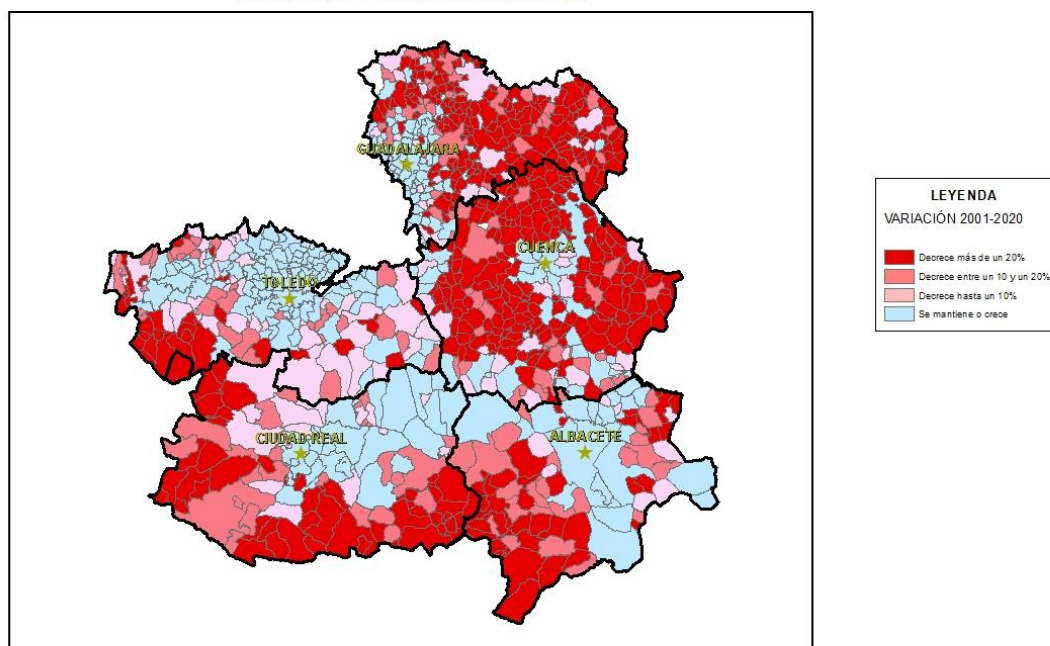 GUADALAJARA
CUENCA
TOLEDO
CIUDAD REAL
ALBACETE
LEYENDA
VARIACIÓN 2001-2020
Decrece más de un 20%
Decrece entre un 10 y un 20%
Decrece hasta un 10%
Se mantiene o crece